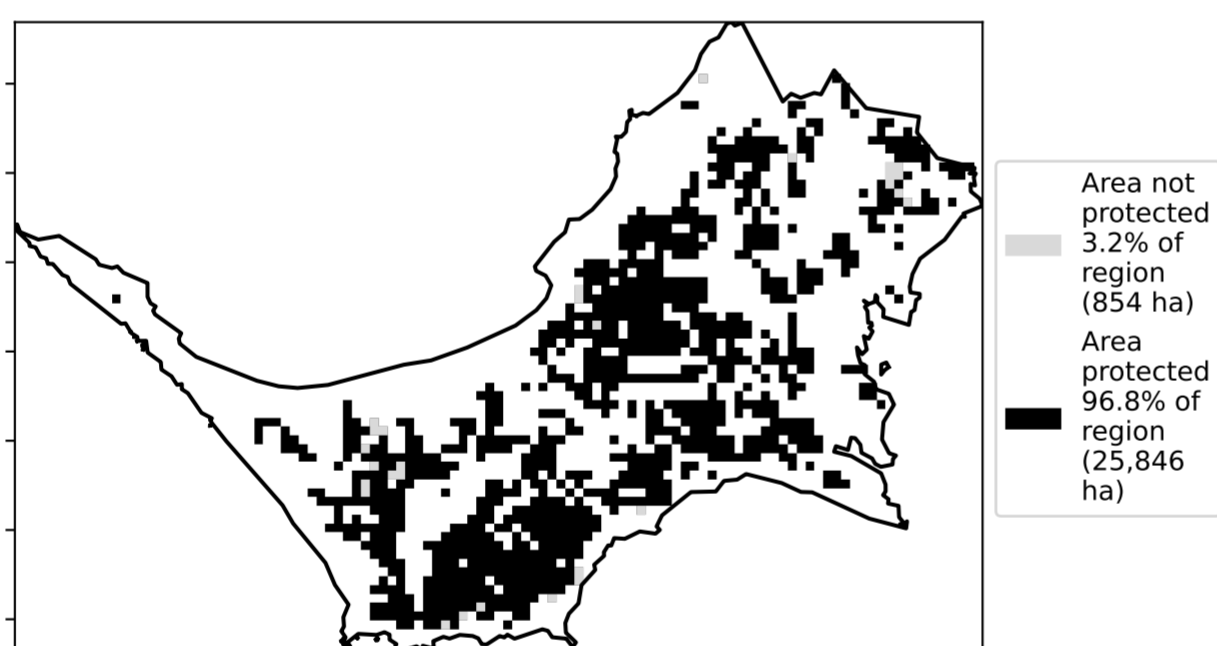 Area not
protected
3.2% of
region
(854 ha)
Area
protected
96.8% of
region
(25,846
ha)